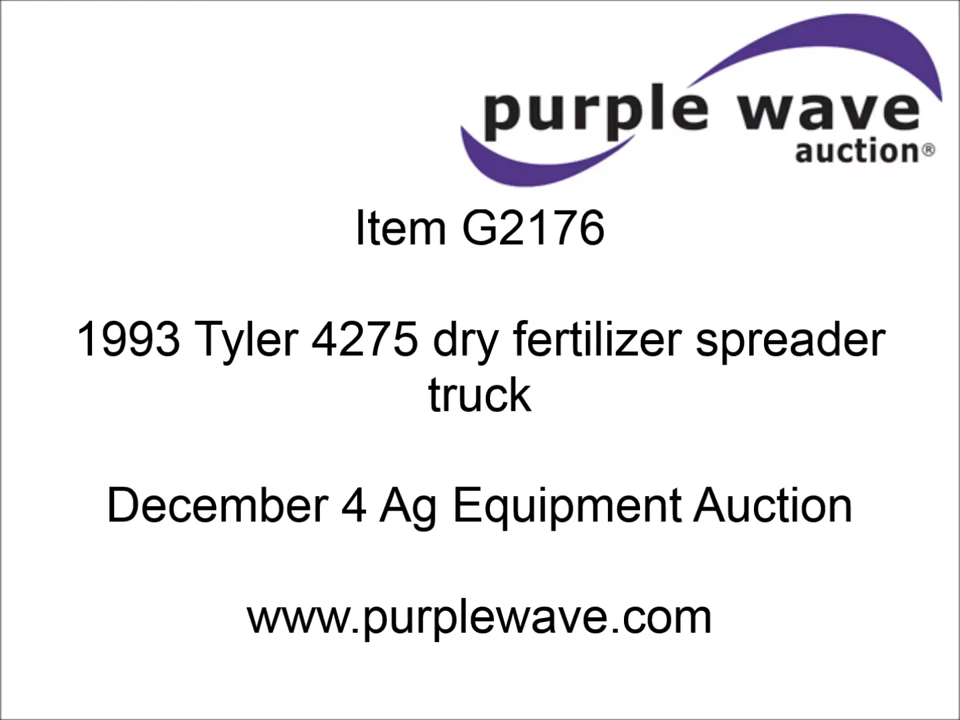 purple wave
auction®
Item G2176
1993 Tyler 4275 dry fertilizer spreader
truck
December 4 Ag Equipment Auction
www.purplewave.com